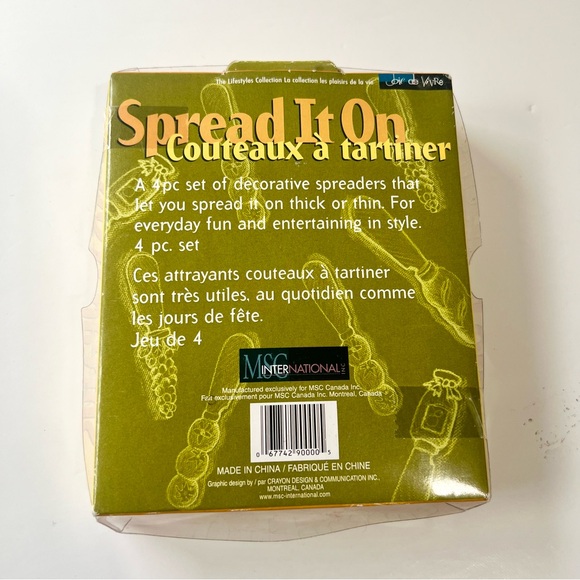 The Lifestyles Collection La collection les plaisirs de la vie
Joir de Vivre
Spread It On
Couteaux à tartiner
A 4pc set of decorative spreaders that
let you spread it on thick or thin. For
everyday fun and entertaining in style.
4 pc. set
Ces attrayants couteaux à tartiner
sont très utiles, au quotidien comme
les jours de fête.
Jeu de 4
MSC INTERNATIONAL INC
Manufactured exclusively for MSC Canada Inc.
Fait exclusivement pour MSC Canada Inc. Montreal, Canada
0 67742 90000 5
MADE IN CHINA / FABRIQUÉ EN CHINE
Graphic design by / par CRAYON DESIGN & COMMUNICATION INC.,
MONTREAL, CANADA
www.msc-international.com